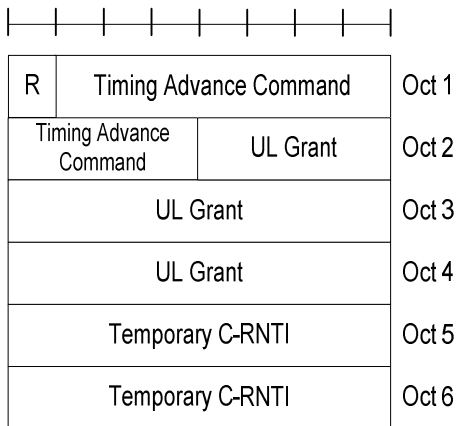 R Timing Advance Command Oct 1
Timing Advance
Command UL Grant Oct 2
UL Grant Oct 3
UL Grant Oct 4
Temporary C-RNTI Oct 5
Temporary C-RNTI Oct 6